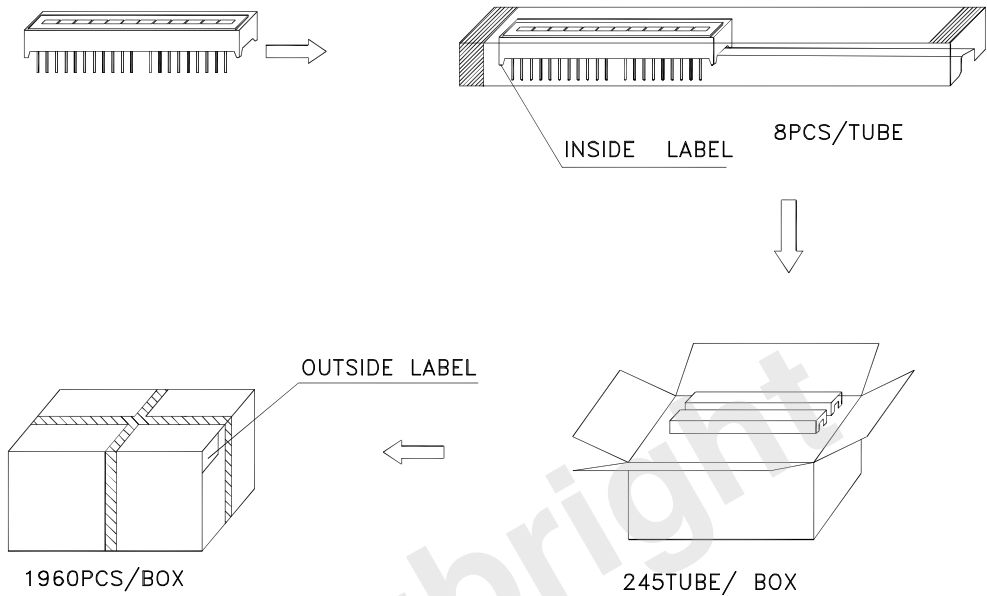 8PCS/TUBE
INSIDE LABEL
OUTSIDE LABEL
1960PCS/BOX
245TUBE/ BOX
bright